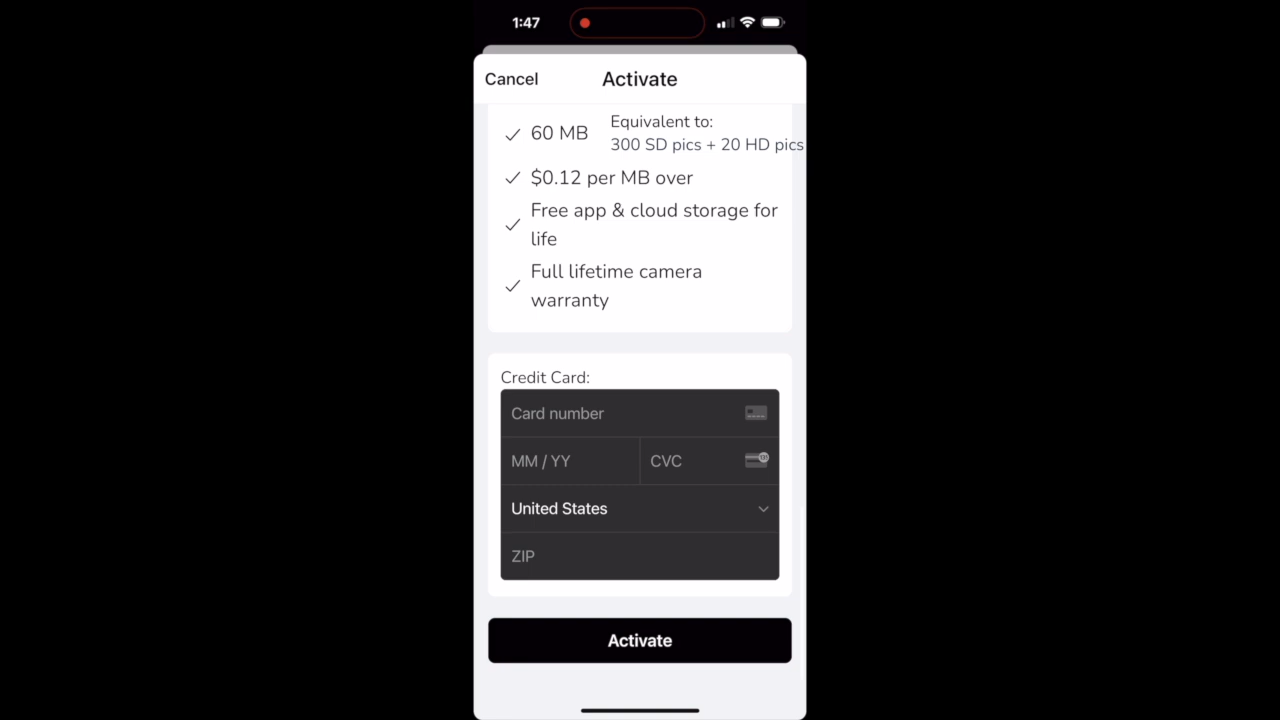 1:47
Cancel
Activate
60 MB
Equivalent to:
300 SD pics + 20 HD pics
$0.12 per MB over
Free app & cloud storage for
life
Full lifetime camera
warranty
Credit Card:
Card number
MM / YY
CVC
United States
ZIP
Activate